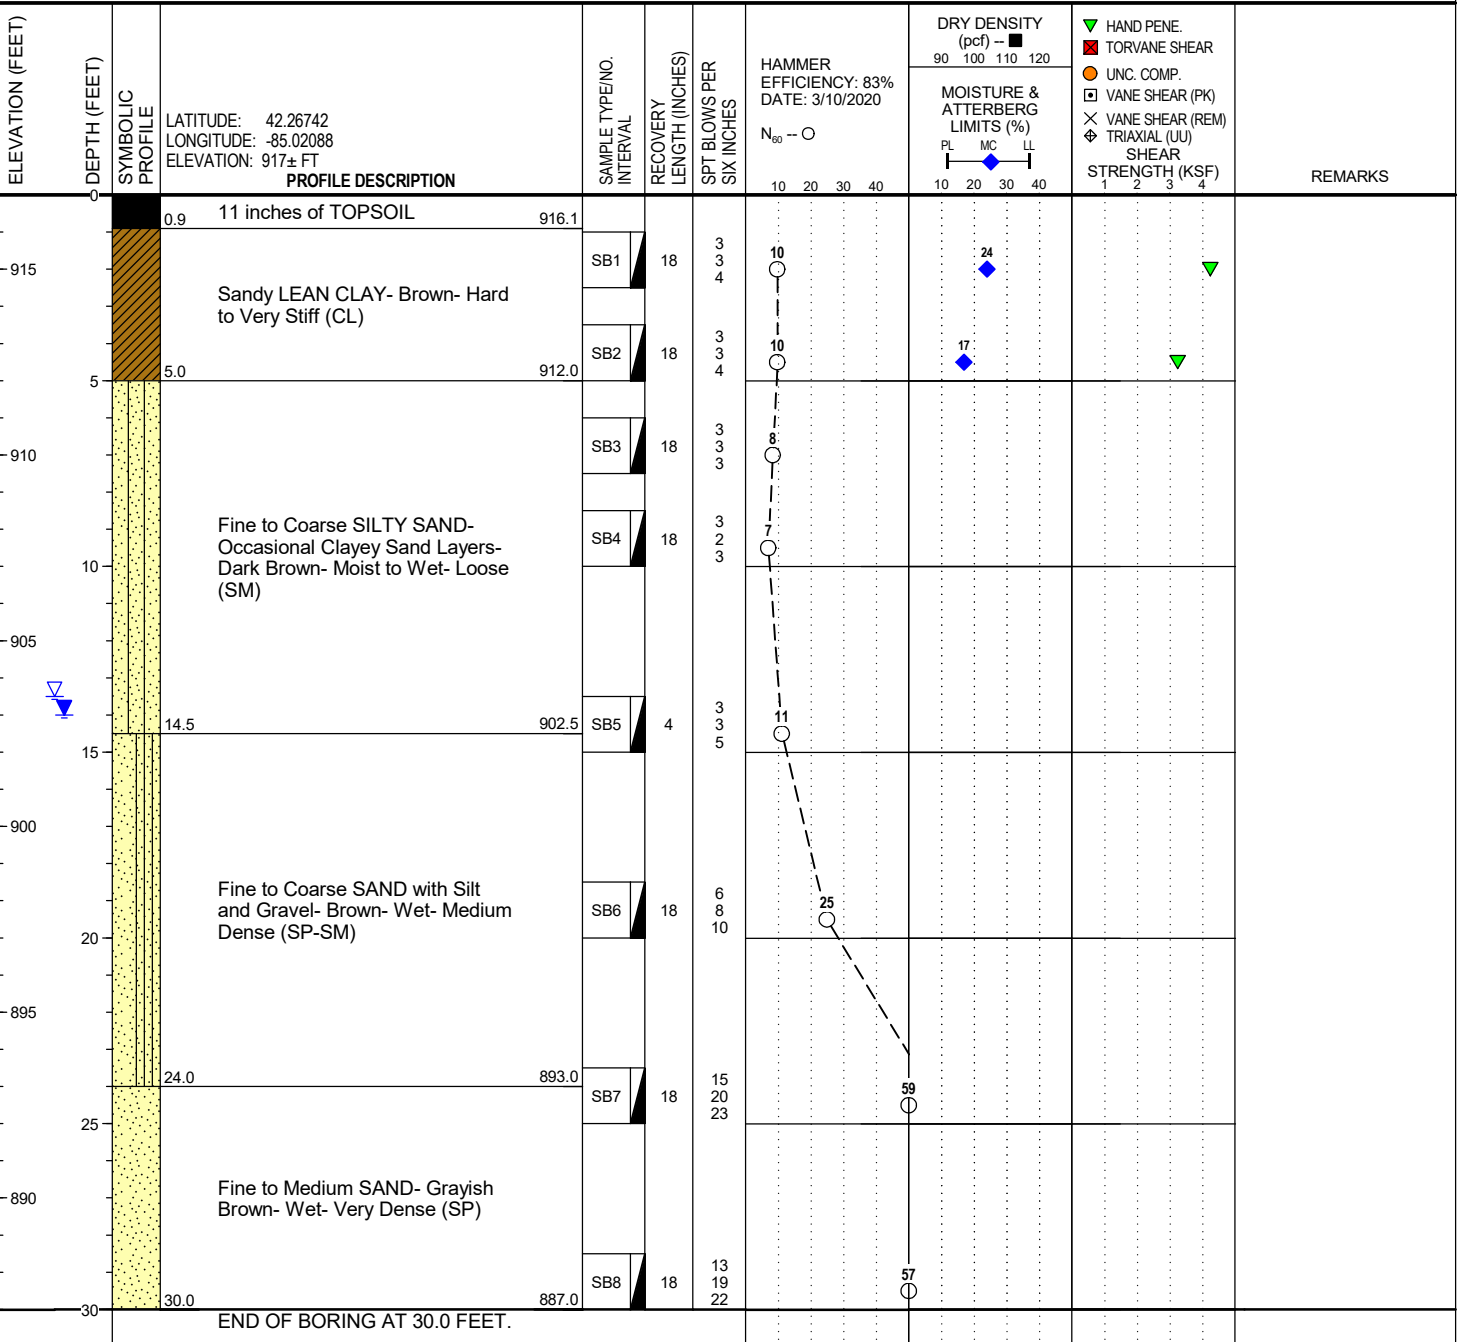 ELEVATION (FEET)
DEPTH (FEET)
SYMBOLIC
PROFILE
LATITUDE: 42.26742
LONGITUDE: -85.02088
ELEVATION: 917± FT
PROFILE DESCRIPTION
SAMPLE TYPE/NO.
INTERVAL
RECOVERY
LENGTH (INCHES)
SPT BLOWS PER
SIX INCHES
HAMMER
EFFICIENCY: 83%
DATE: 3/10/2020
N60 --
10 20 30 40
DRY DENSITY
(pcf) --
90 100 110 120
MOISTURE &
ATTERBERG
LIMITS (%)
PL MC LL
10 20 30 40
HAND PENE.
TORVANE SHEAR
UNC. COMP.
VANE SHEAR (PK)
VANE SHEAR (REM)
TRIAXIAL (UU)
SHEAR
STRENGTH (KSF)
1 2 3 4
REMARKS
0
0.9 11 inches of TOPSOIL 916.1
915
SB1 18
3
3
4
10
24
Sandy LEAN CLAY- Brown- Hard
to Very Stiff (CL)
SB2 18
3
3
4
10
17
5.0 912.0
5
SB3 18
3
3
3
8
910
Fine to Coarse SILTY SAND-
Occasional Clayey Sand Layers-
Dark Brown- Moist to Wet- Loose
(SM)
SB4 18
3
2
3
7
10
905
14.5 902.5
SB5 4
3
3
5
11
15
900
Fine to Coarse SAND with Silt
and Gravel- Brown- Wet- Medium
Dense (SP-SM)
SB6 18
6
8
10
25
20
895
24.0 893.0
SB7 18
15
20
23
59
25
890
Fine to Medium SAND- Grayish
Brown- Wet- Very Dense (SP)
SB8 18
13
19
22
57
30.0 887.0
30
END OF BORING AT 30.0 FEET.